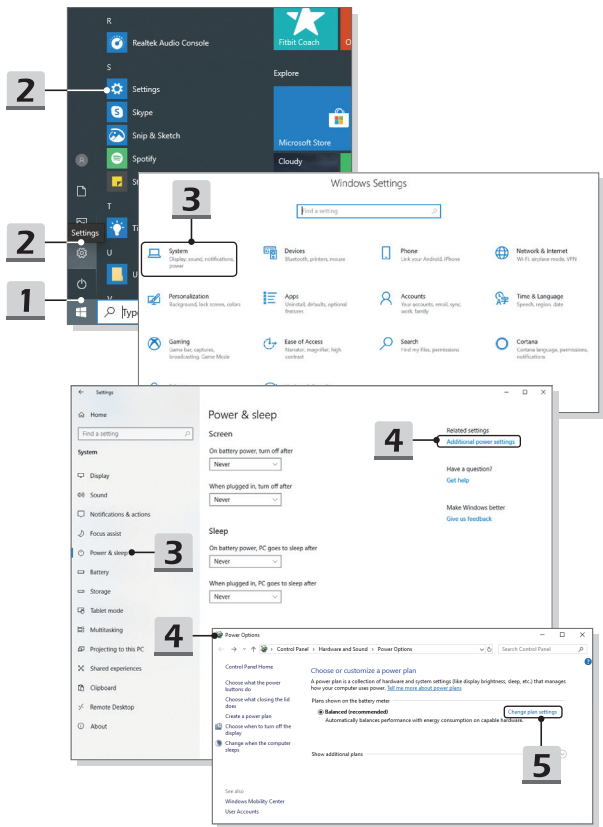 R
Realtek Audio Console
S
2
Settings
Skype
Snip & Sketch
Spotify
St
T
Ti
U
U
V
Settings
2
1
Type
Fitbit Coach
O
Explore
Microsoft Store
Cloudy
Windows Settings
Find a setting
3
System
Display, sound, notifications,
power
Devices
Bluetooth, printers, mouse
Phone
Link your Android, iPhone
Network & Internet
Wi-Fi, airplane mode, VPN
Personalization
Background, lock screen, colors
Apps
Uninstall, defaults, optional
features
Accounts
Your accounts, email, sync,
work, family
Time & Language
Speech, region, date
Gaming
Game bar, captures,
broadcasting, Game Mode
Ease of Access
Narrator, magnifier, high
contrast
Search
Find my files, permissions
Cortana
Cortana language, permissions,
notifications
Settings
Home
Find a setting
System
Display
Sound
Notifications & actions
Focus assist
Power & sleep
3
Battery
Storage
Tablet mode
Multitasking
Projecting to this PC
Shared experiences
Clipboard
Remote Desktop
About
Power & sleep
Screen
On battery power, turn off after
Never
When plugged in, turn off after
Never
Sleep
On battery power, PC goes to sleep after
Never
When plugged in, PC goes to sleep after
Never
4
Related settings
Additional power settings
Have a question?
Get help
Make Windows better
Give us feedback
4
Power Options
Control Panel > Hardware and Sound > Power Options
Search Control Panel
Control Panel Home
Choose what the power
buttons do
Choose what closing the lid
does
Create a power plan
Choose when to turn off the
display
Change when the computer
sleeps
See also
Windows Mobility Center
User Accounts
Choose or customize a power plan
A power plan is a collection of hardware and system settings (like display brightness, sleep, etc.) that manages
how your computer uses power. Tell me more about power plans
Plans shown on the battery meter
Balanced (recommended)
Change plan settings
Automatically balances performance with energy consumption on capable hardware.
Show additional plans
5